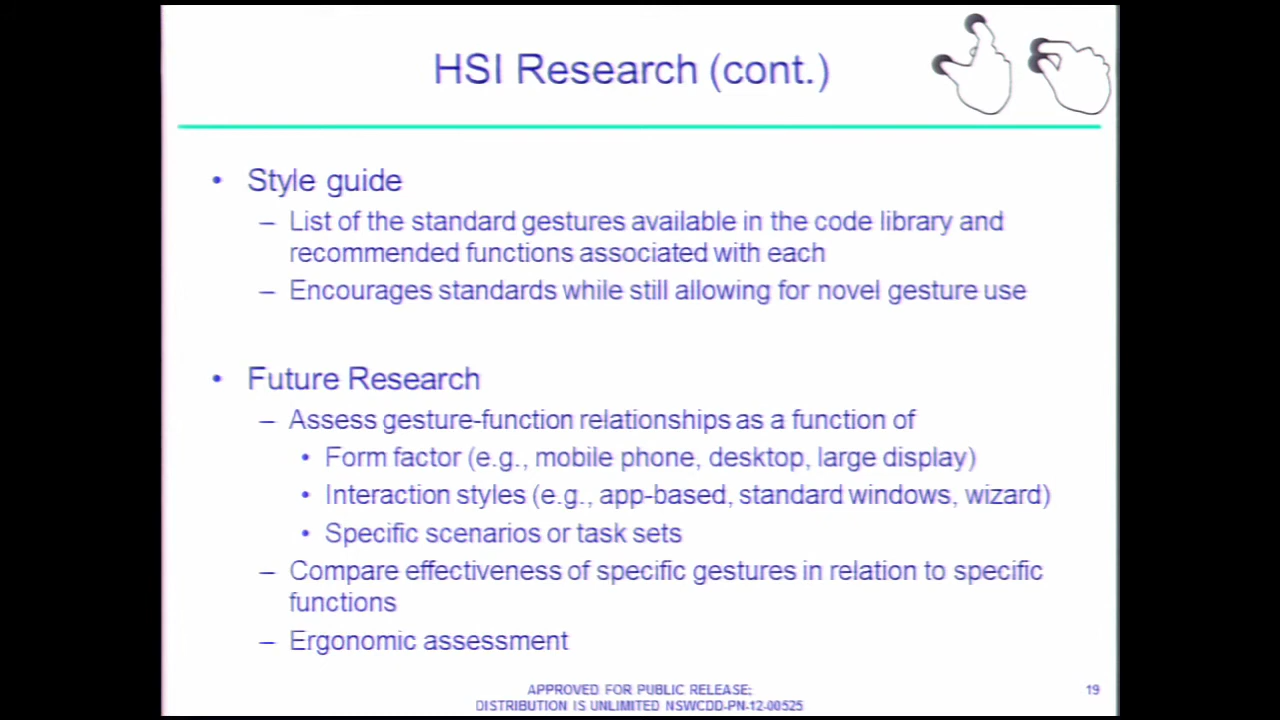 HSI Research (cont.)
• Style guide
– List of the standard gestures available in the code library and
recommended functions associated with each
– Encourages standards while still allowing for novel gesture use
• Future Research
– Assess gesture-function relationships as a function of
• Form factor (e.g., mobile phone, desktop, large display)
• Interaction styles (e.g., app-based, standard windows, wizard)
• Specific scenarios or task sets
– Compare effectiveness of specific gestures in relation to specific
functions
– Ergonomic assessment
APPROVED FOR PUBLIC RELEASE;
DISTRIBUTION IS UNLIMITED NSWCDD-PN-12-00525
19